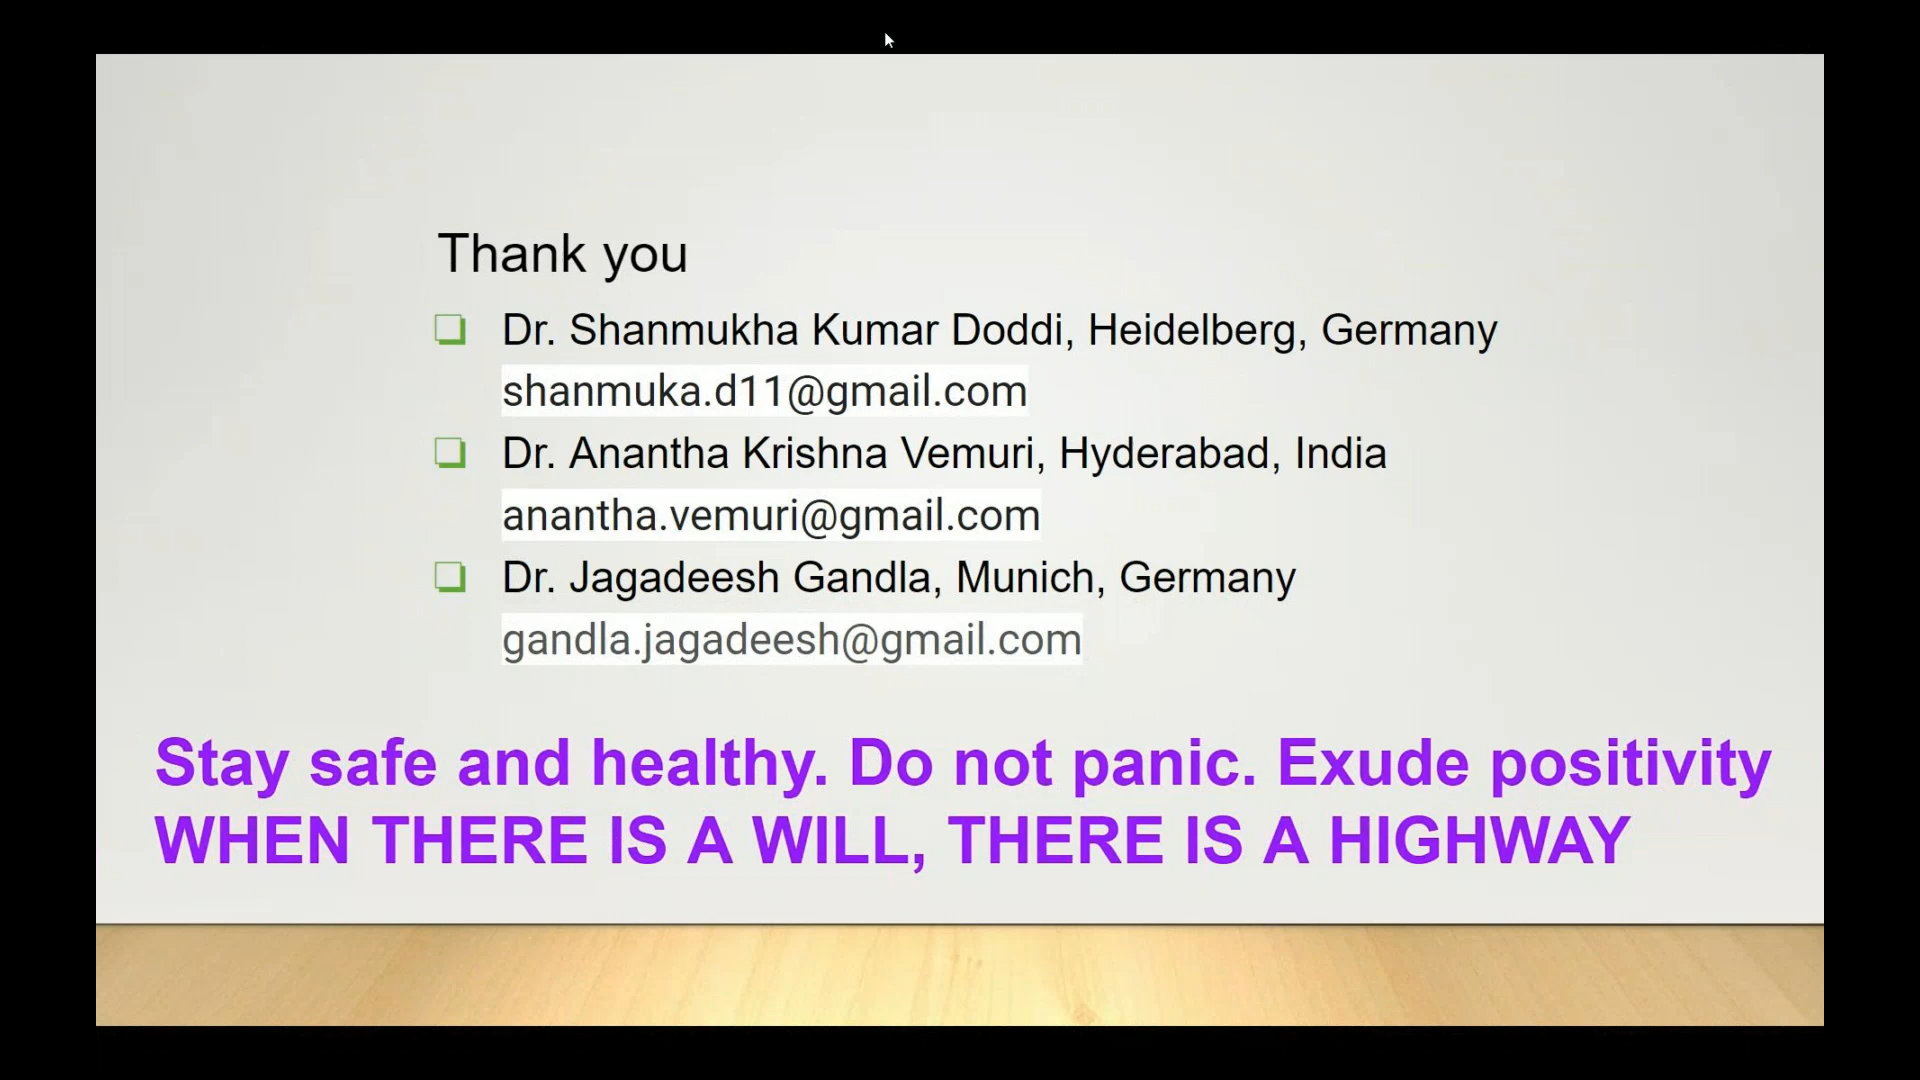 Thank you
Dr. Shanmukha Kumar Doddi, Heidelberg, Germany
shanmuka.d11@gmail.com
Dr. Anantha Krishna Vemuri, Hyderabad, India
anantha.vemuri@gmail.com
Dr. Jagadeesh Gandla, Munich, Germany
gandla.jagadeesh@gmail.com
Stay safe and healthy. Do not panic. Exude positivity
WHEN THERE IS A WILL, THERE IS A HIGHWAY